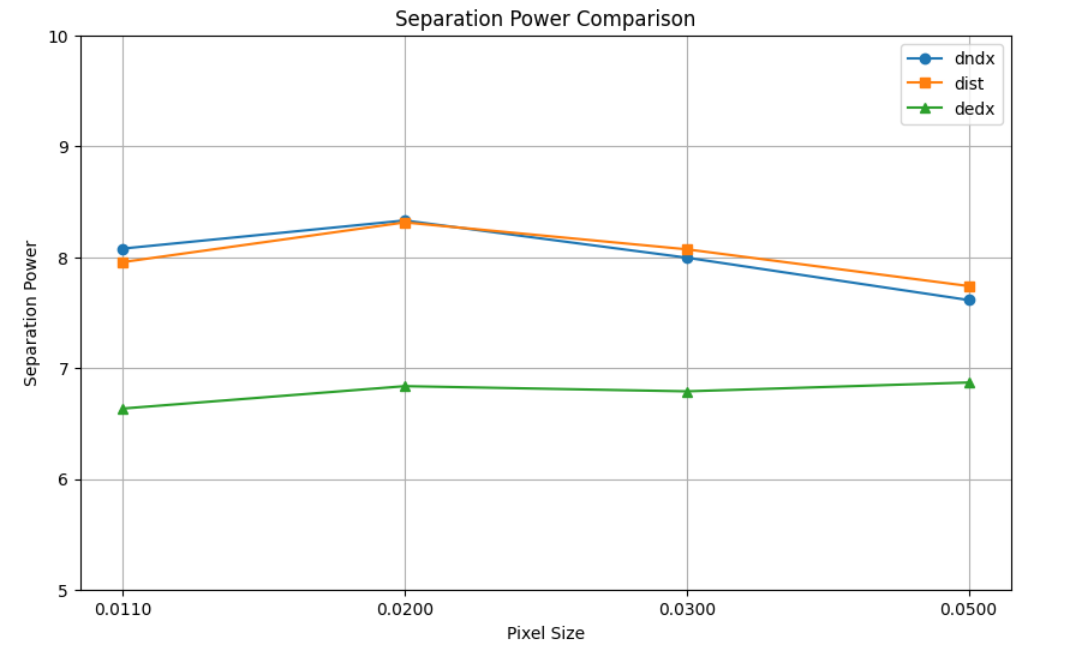 Separation Power Comparison
10
9
8
7
6
5
Separation Power
dndx
dist
dedx
0.0110 0.0200 0.0300 0.0500
Pixel Size